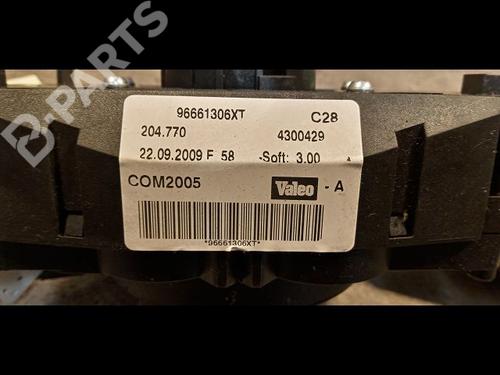 B-PARTS
96661306XT C28
204.770 4300429
22.09.2009 F 58 -Soft: 3.00
COM2005 Valeo - A
*96661306XT*